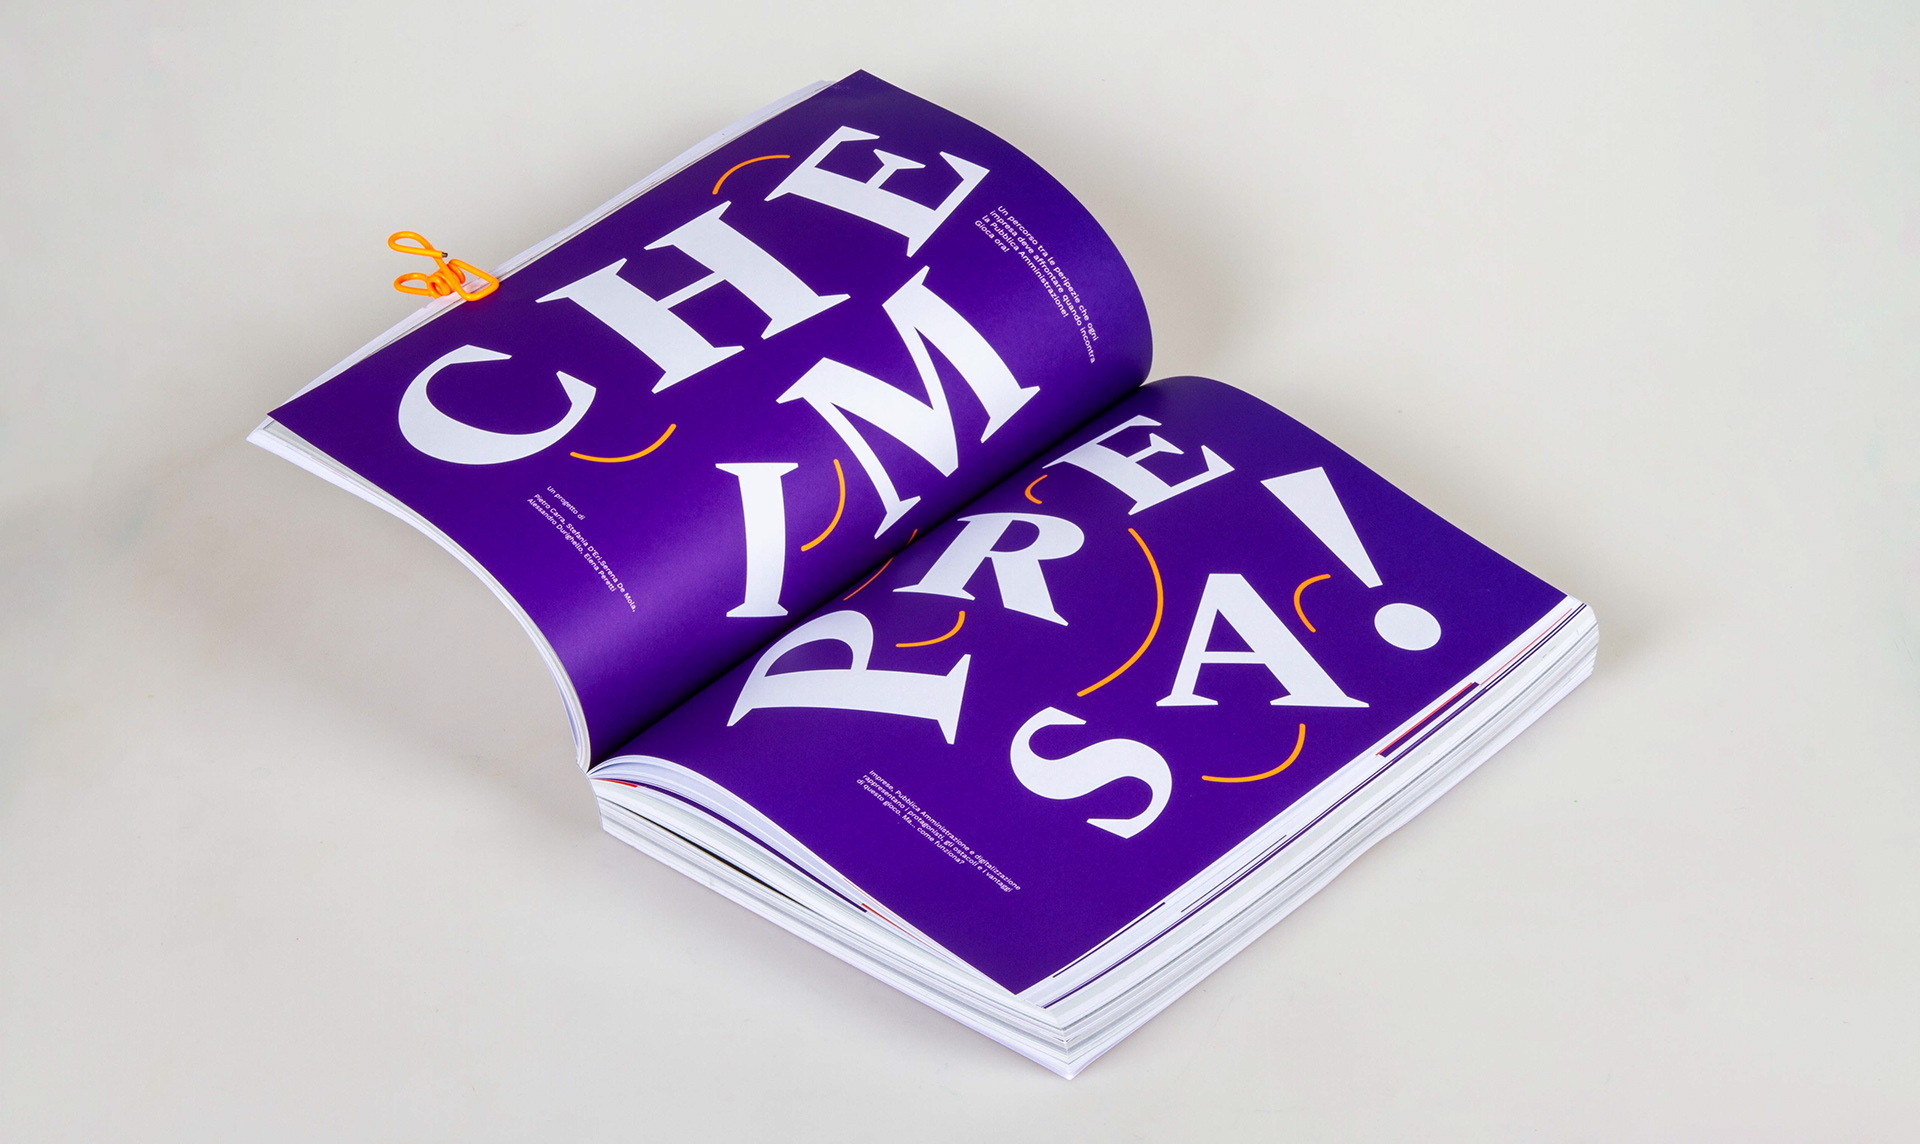 CHE
IMPRESA!
Un percorso tra le peripezie che ogni
impresa deve affrontare quando incontra
la Pubblica Amministrazione!
Gioca ora!
Un progetto di
Pietro Carra, Stefania D'Eri, Serena De Mola,
Alessandro Durighello, Elena Peretti
Imprese, Pubblica Amministrazione e digitalizzazione
rappresentano i protagonisti, gli ostacoli e i vantaggi
di questo gioco. Ma... come funziona?